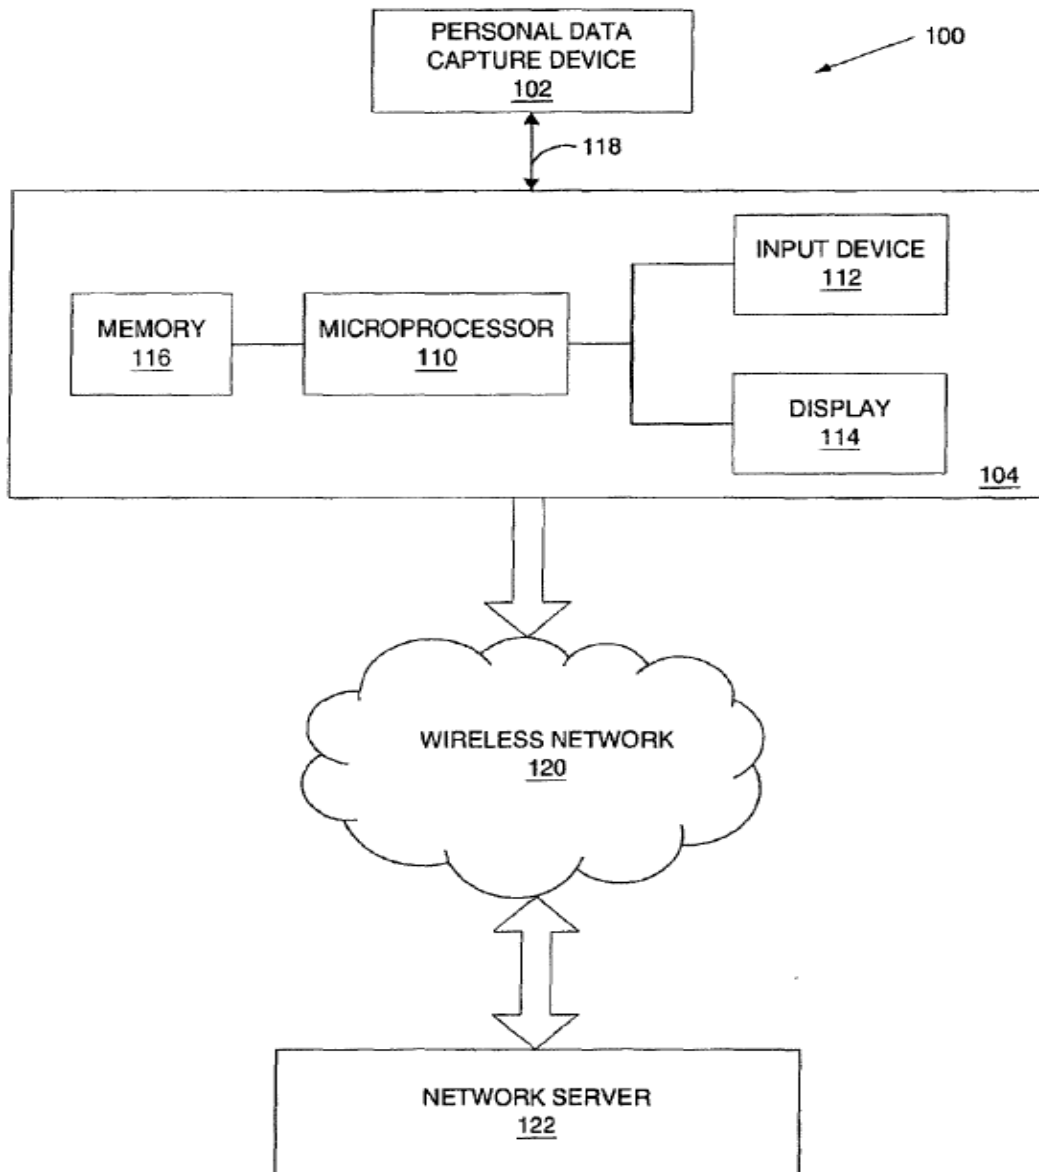 PERSONAL DATA
CAPTURE DEVICE
102
100
118
INPUT DEVICE
112
MEMORY
116
MICROPROCESSOR
110
DISPLAY
114
104
WIRELESS NETWORK
120
NETWORK SERVER
122